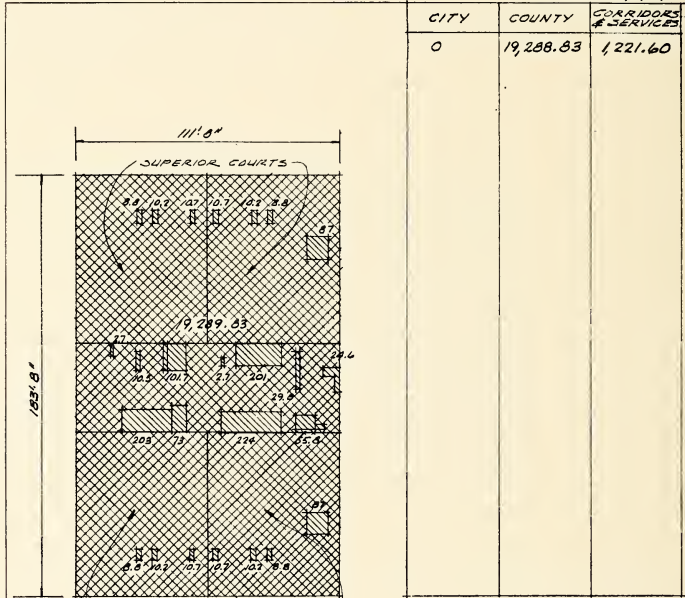 CITY COUNTY CORRIDORS & SERVICES
0 19,288.83 1,221.60
111'-8"
SUPERIOR COURTS
8.8 10.2 10.7 10.7 10.2 8.8
87
183'-8"
19,289.83
2.7
10.5 101.7 2.7 201 24.6
29.8
203 73 224 55.8
87
8.8 10.2 10.7 10.7 10.2 8.8